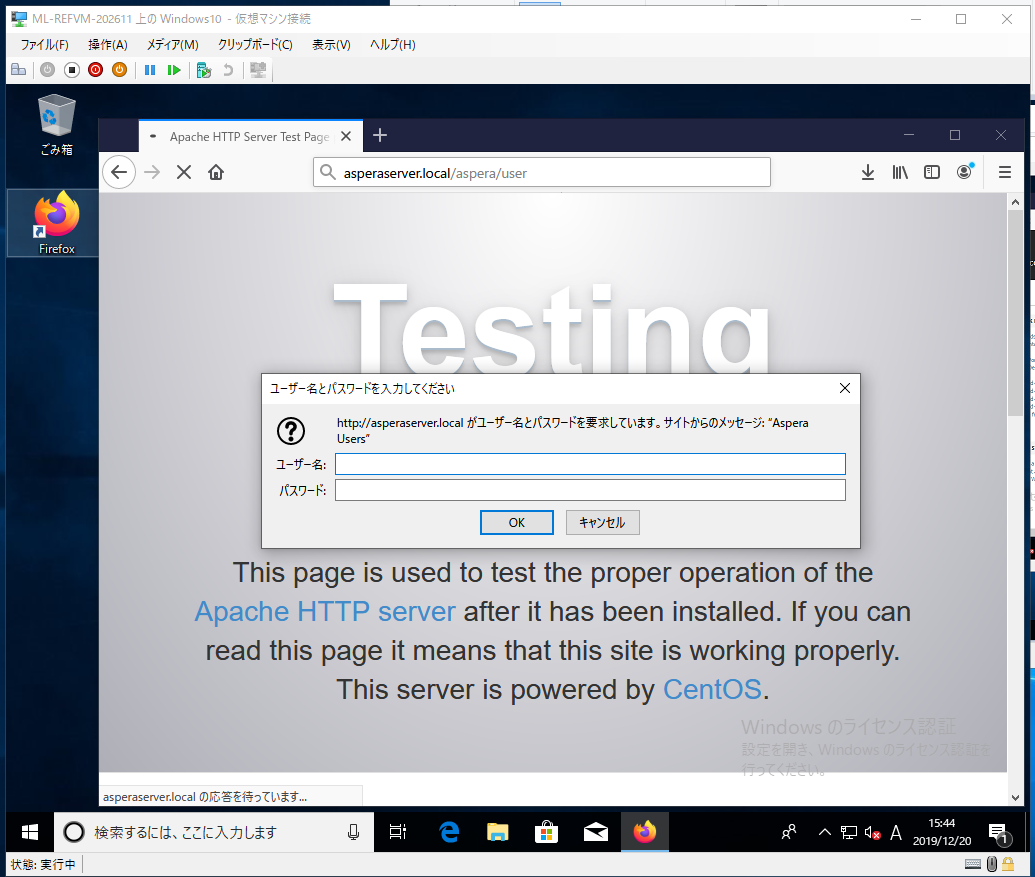 ML-REFVM-202611 上の Windows10 - 仮想マシン接続
ファイル(F) 操作(A) メディア(M) クリップボード(C) 表示(V) ヘルプ(H)
ごみ箱
Firefox
Apache HTTP Server Test Page
asperaserver.local/aspera/user
Testing
ユーザー名とパスワードを入力してください
http://asperaserver.local がユーザー名とパスワードを要求しています。サイトからのメッセージ: “Aspera
Users”
ユーザー名:
パスワード:
OK キャンセル
This page is used to test the proper operation of the
Apache HTTP server after it has been installed. If you can
read this page it means that this site is working properly.
This server is powered by CentOS.
Windows のライセンス認証
設定を開き、Windows のライセンス認証を
行ってください。
asperaserver.local の応答を待っています...
検索するには、ここに入力します
A
15:44
2019/12/20
1
状態: 実行中